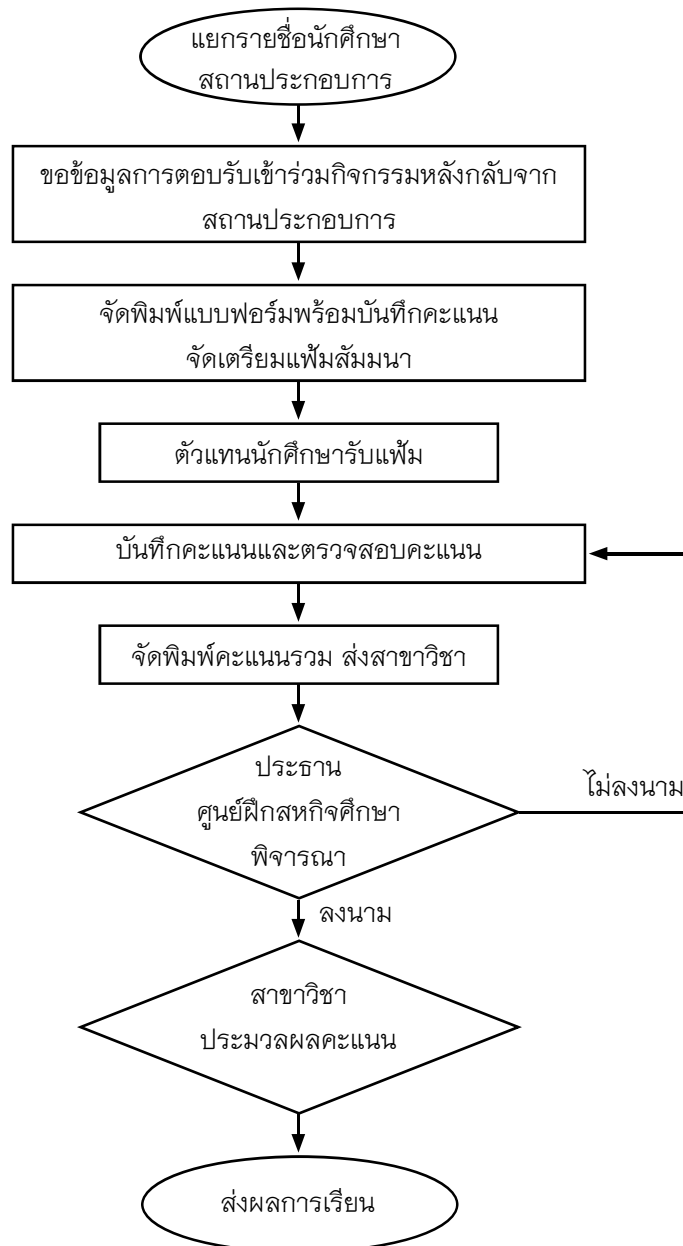 แยกรายชื่อนักศึกษา
สถานประกอบการ
ขอข้อมูลการตอบรับเข้าร่วมกิจกรรมหลังกลับจาก
สถานประกอบการ
จัดพิมพ์แบบฟอร์มพร้อมบันทึกคะแนน
จัดเตรียมแฟ้มสัมมนา
ตัวแทนนักศึกษารับแฟ้ม
บันทึกคะแนนและตรวจสอบคะแนน
จัดพิมพ์คะแนนรวม ส่งสาขาวิชา
ประธาน
ศูนย์ฝึกสหกิจศึกษา
พิจารณา
ไม่ลงนาม
ลงนาม
สาขาวิชา
ประมวลผลคะแนน
ส่งผลการเรียน